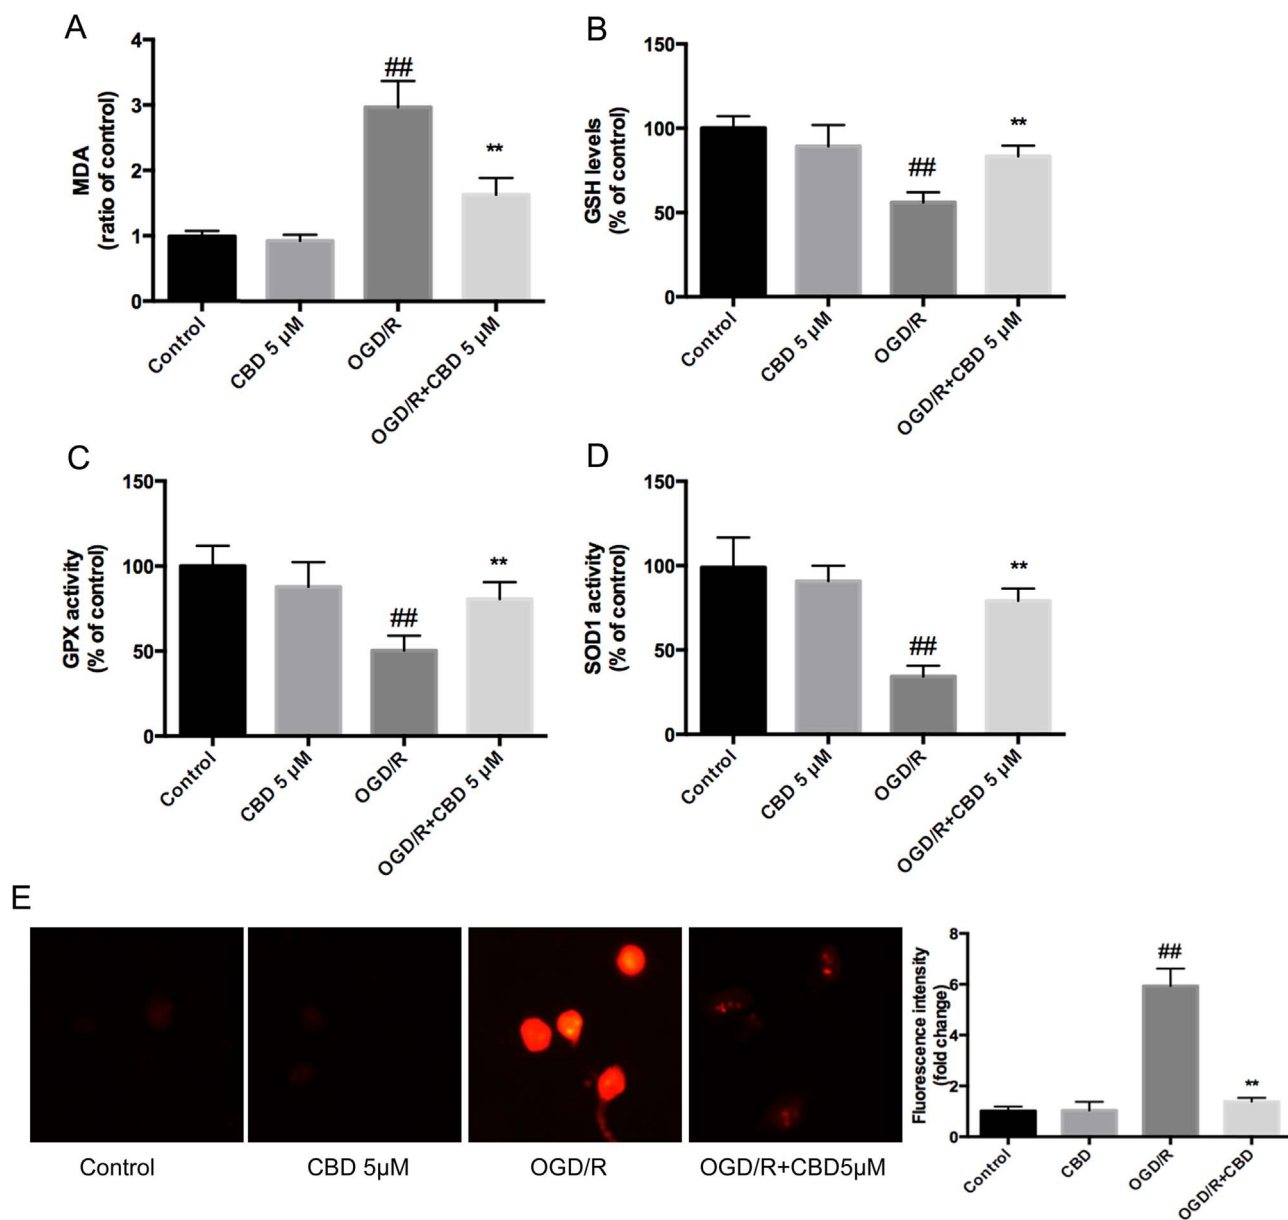 A
MDA
(ratio of control)
4
3
2
1
0
##
**
Control
CBD 5 µM
OGD/R
OGD/R+CBD 5 µM
B
GSH levels
(% of control)
150
100
50
0
##
**
Control
CBD 5 µM
OGD/R
OGD/R+CBD 5 µM
C
GPX activity
(% of control)
150
100
50
0
##
**
Control
CBD 5 µM
OGD/R
OGD/R+CBD 5 µM
D
SOD1 activity
(% of control)
150
100
50
0
##
**
Control
CBD 5 µM
OGD/R
OGD/R+CBD 5 µM
E
Control
CBD 5µM
OGD/R
OGD/R+CBD5µM
Fluorescence intensity
(fold change)
8
6
4
2
0
##
**
Control
CBD
OGD/R
OGD/R+CBD